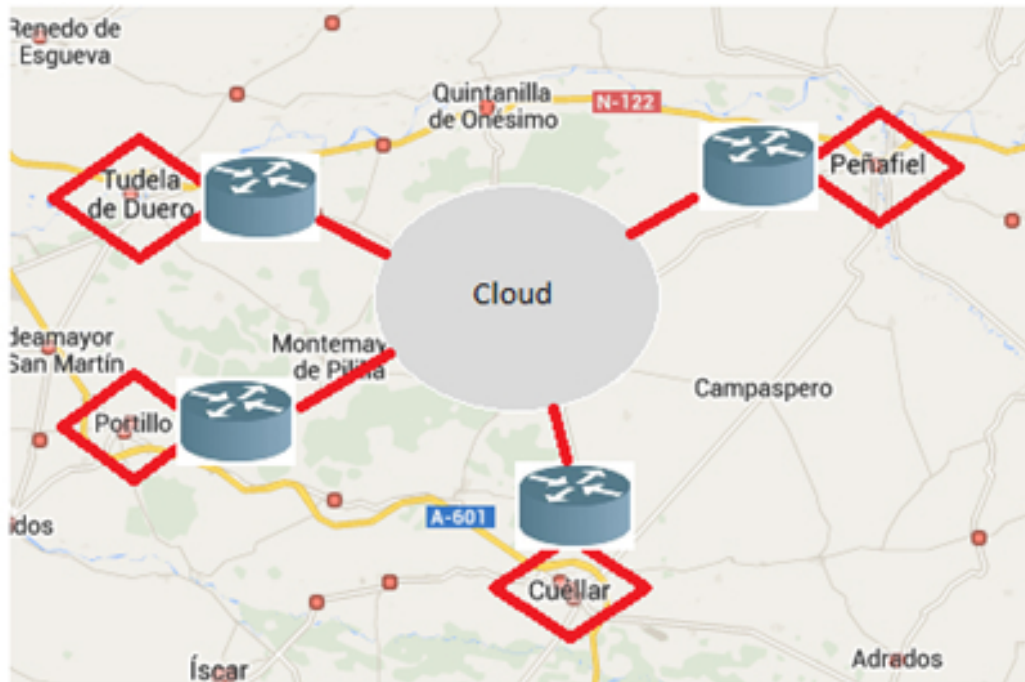 Renedo de
Esgueva
Quintanilla
de Onésimo
N-122
Tudela
de Duero
Peñafiel
Cloud
deamayor
San Martín
Montemay
de Pililla
Campaspero
Portillo
A-601
idos
Cuéllar
Íscar
Adrados